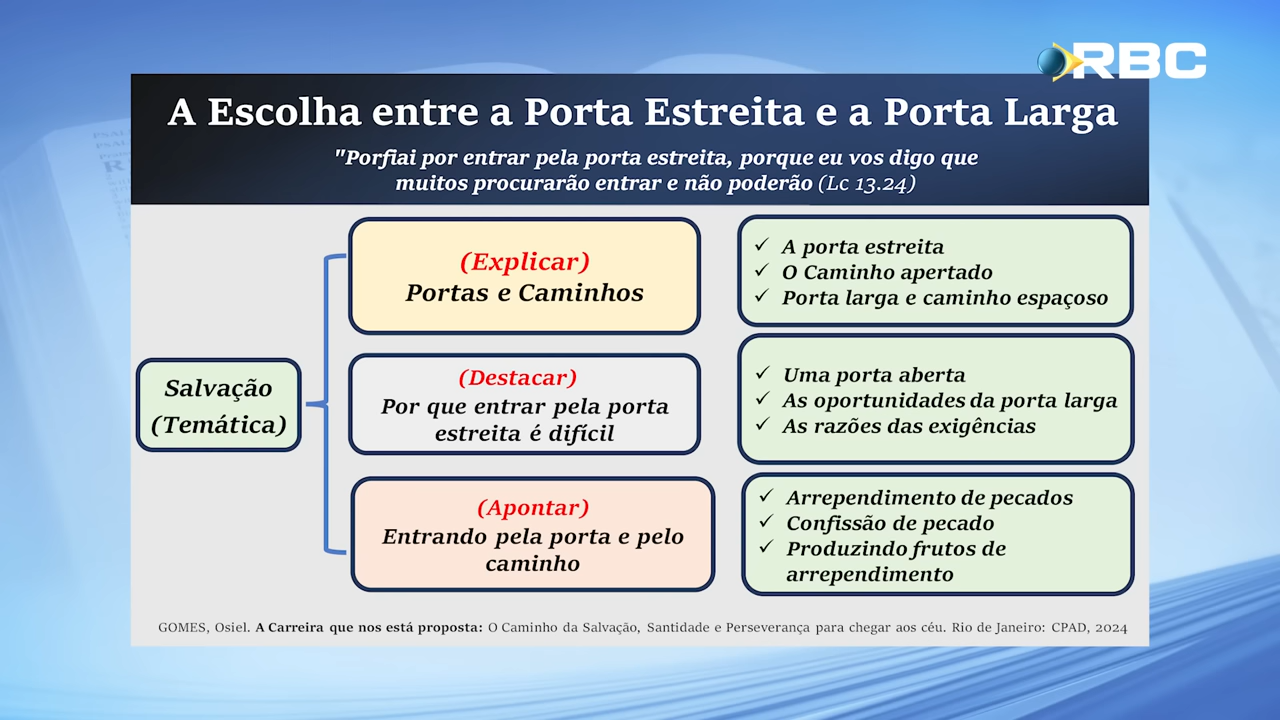 RBC
A Escolha entre a Porta Estreita e a Porta Larga
"Porfiai por entrar pela porta estreita, porque eu vos digo que
muitos procurarão entrar e não poderão (Lc 13.24)
Salvação
(Temática)
(Explicar)
Portas e Caminhos
A porta estreita
O Caminho apertado
Porta larga e caminho espaçoso
(Destacar)
Por que entrar pela porta
estreita é difícil
Uma porta aberta
As oportunidades da porta larga
As razões das exigências
(Apontar)
Entrando pela porta e pelo
caminho
Arrependimento de pecados
Confissão de pecado
Produzindo frutos de
arrependimento
GOMES, Osiel. A Carreira que nos está proposta: O Caminho da Salvação, Santidade e Perseverança para chegar aos céu. Rio de Janeiro: CPAD, 2024